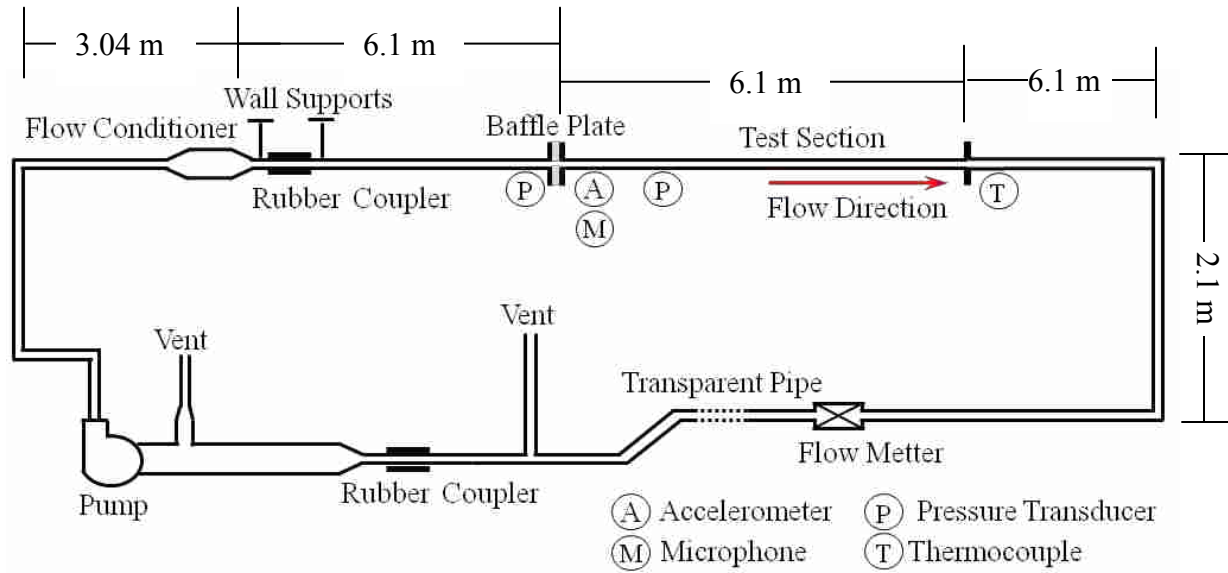 3.04 m
6.1 m
6.1 m
6.1 m
Wall Supports
Flow Conditioner
Baffle Plate
Test Section
Rubber Coupler
P
A
P
Flow Direction
T
M
2.1 m
Vent
Vent
Transparent Pipe
Flow Metter
Pump
Rubber Coupler
A Accelerometer
P Pressure Transducer
M Microphone
T Thermocouple